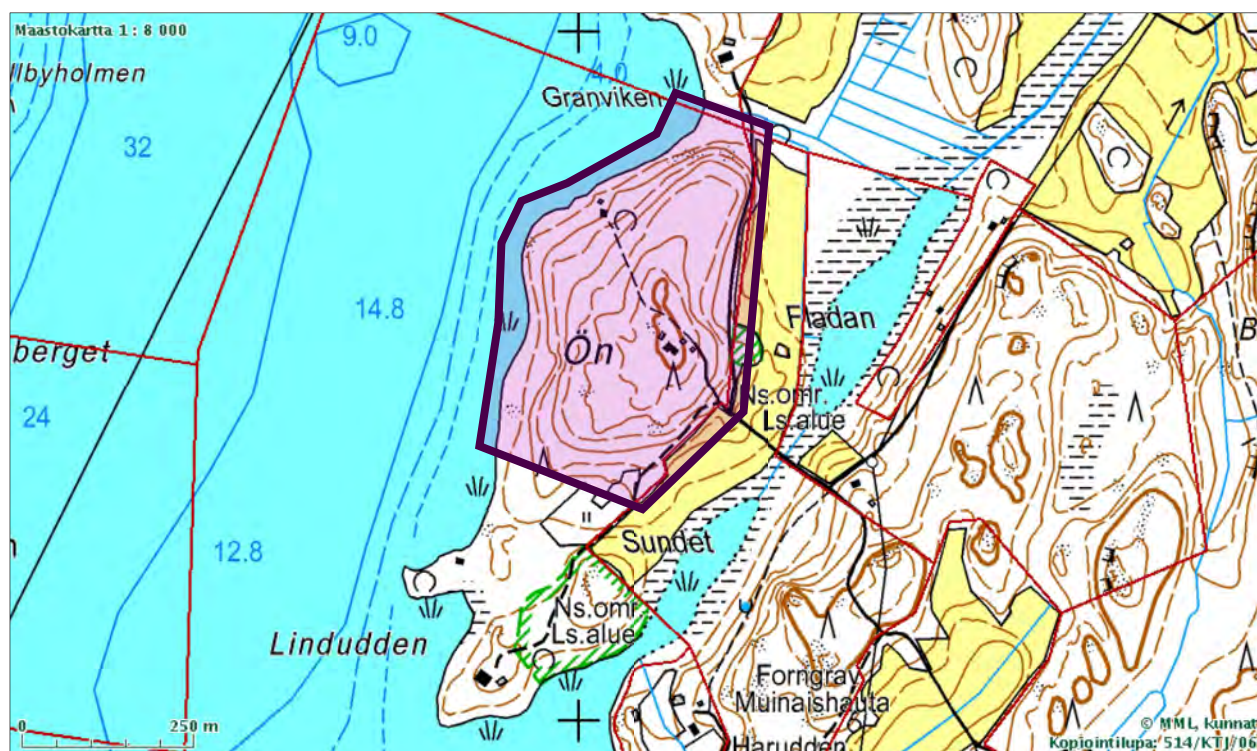 Maastokartta 1 : 8 000
9.0
llbyholmen
4.0
Granviken
32
14.8
Fladan
berget
Ön
24
Ns.omr.
Ls.alue
B
12.8
Sundet
Ns.omr
Ls.alue
Lindudden
Forngrav
Muinaishauta
0 250 m
© MML, kunnat
Kopiointilupa: 514/KTJ/06
Harudden